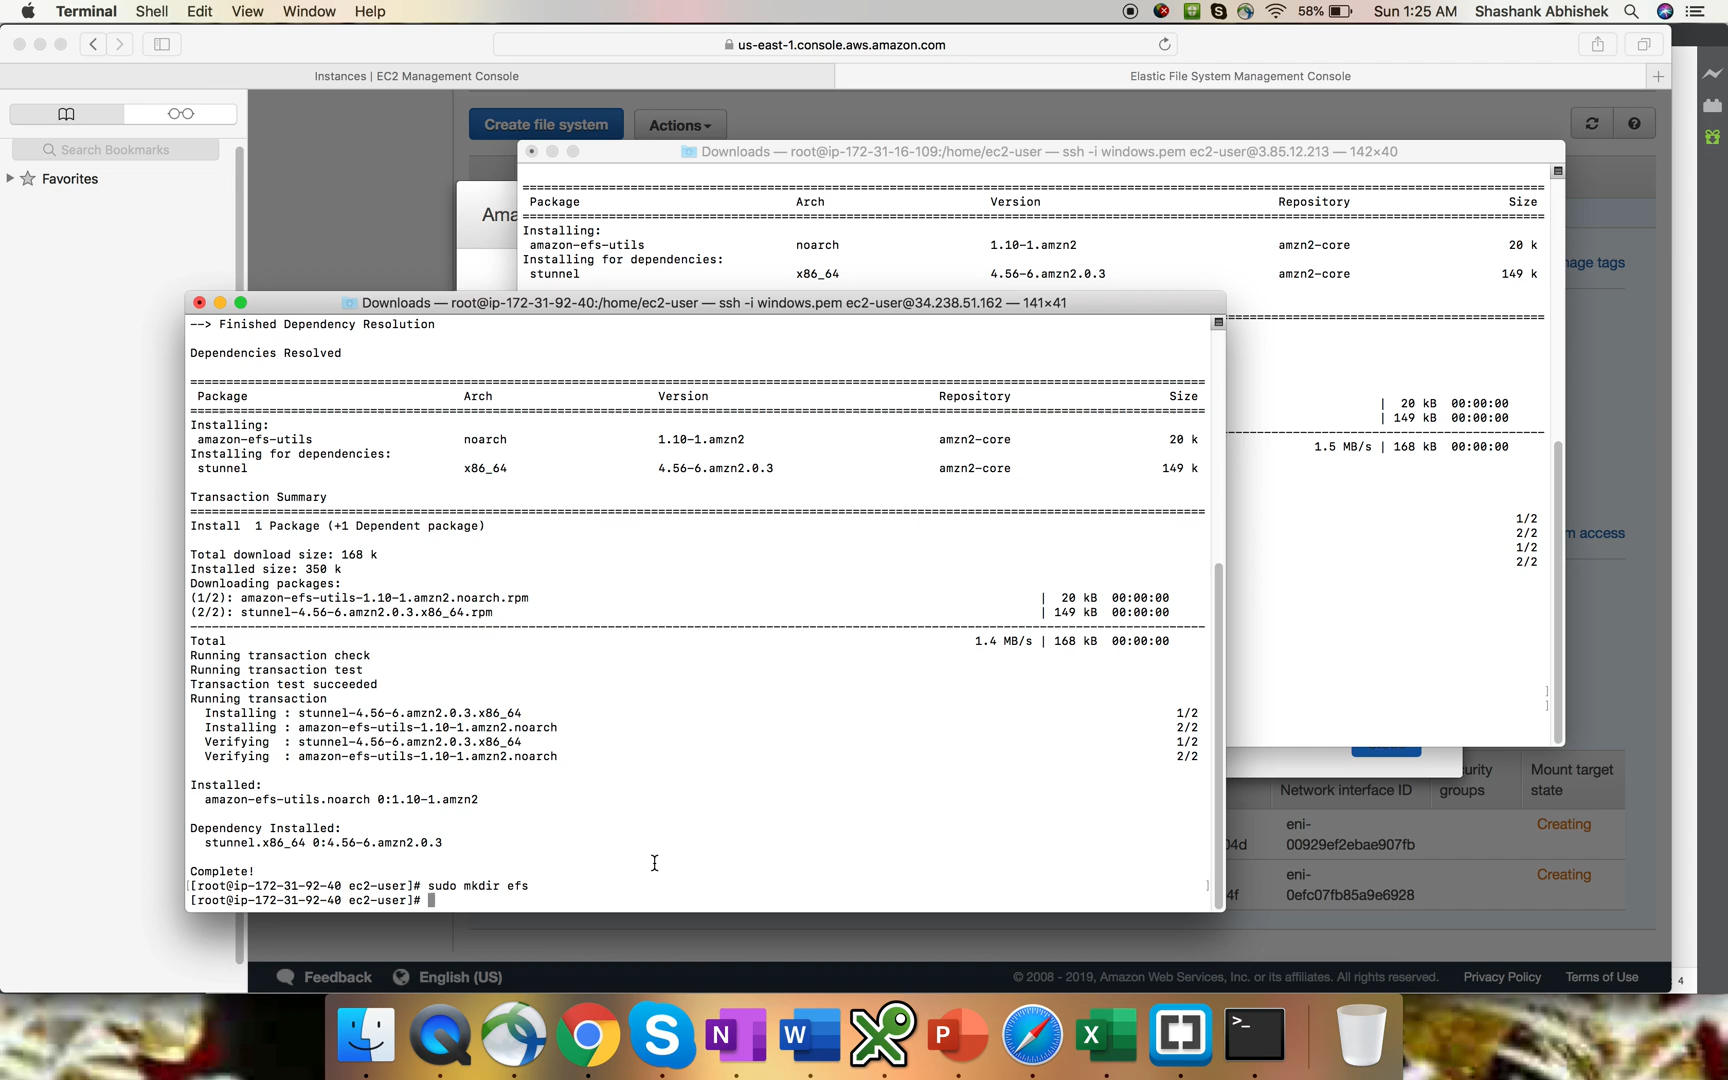 Terminal Shell Edit View Window Help
58% Sun 1:25 AM Shashank Abhishek
us-east-1.console.aws.amazon.com
Instances | EC2 Management Console
Elastic File System Management Console
Search Bookmarks
Favorites
Create file system
Actions
Downloads — root@ip-172-31-16-109:/home/ec2-user — ssh -i windows.pem ec2-user@3.85.12.213 — 142×40
Ama
================================================================
Package Arch Version Repository Size
================================================================
Installing:
amazon-efs-utils noarch 1.10-1.amzn2 amzn2-core 20 k
Installing for dependencies:
stunnel x86_64 4.56-6.amzn2.0.3 amzn2-core 149 k
| 20 kB 00:00:00
| 149 kB 00:00:00
1.5 MB/s | 168 kB 00:00:00
1/2
2/2
1/2
2/2
nage tags
m access
Downloads — root@ip-172-31-92-40:/home/ec2-user — ssh -i windows.pem ec2-user@34.238.51.162 — 141×41
--> Finished Dependency Resolution
Dependencies Resolved
================================================================
Package Arch Version Repository Size
================================================================
Installing:
amazon-efs-utils noarch 1.10-1.amzn2 amzn2-core 20 k
Installing for dependencies:
stunnel x86_64 4.56-6.amzn2.0.3 amzn2-core 149 k
Transaction Summary
================================================================
Install 1 Package (+1 Dependent package)
Total download size: 168 k
Installed size: 350 k
Downloading packages:
(1/2): amazon-efs-utils-1.10-1.amzn2.noarch.rpm | 20 kB 00:00:00
(2/2): stunnel-4.56-6.amzn2.0.3.x86_64.rpm | 149 kB 00:00:00
----------------------------------------------------------------
Total 1.4 MB/s | 168 kB 00:00:00
Running transaction check
Running transaction test
Transaction test succeeded
Running transaction
Installing : stunnel-4.56-6.amzn2.0.3.x86_64 1/2
Installing : amazon-efs-utils-1.10-1.amzn2.noarch 2/2
Verifying : stunnel-4.56-6.amzn2.0.3.x86_64 1/2
Verifying : amazon-efs-utils-1.10-1.amzn2.noarch 2/2
Installed:
amazon-efs-utils.noarch 0:1.10-1.amzn2
Dependency Installed:
stunnel.x86_64 0:4.56-6.amzn2.0.3
Complete!
[[root@ip-172-31-92-40 ec2-user]# sudo mkdir efs ]
[root@ip-172-31-92-40 ec2-user]#
Network interface ID
curity groups
Mount target state
04d
eni-00929ef2ebae907fb
Creating
4f
eni-0efc07fb85a9e6928
Creating
Feedback English (US)
© 2008 - 2019, Amazon Web Services, Inc. or its affiliates. All rights reserved. Privacy Policy Terms of Use
4